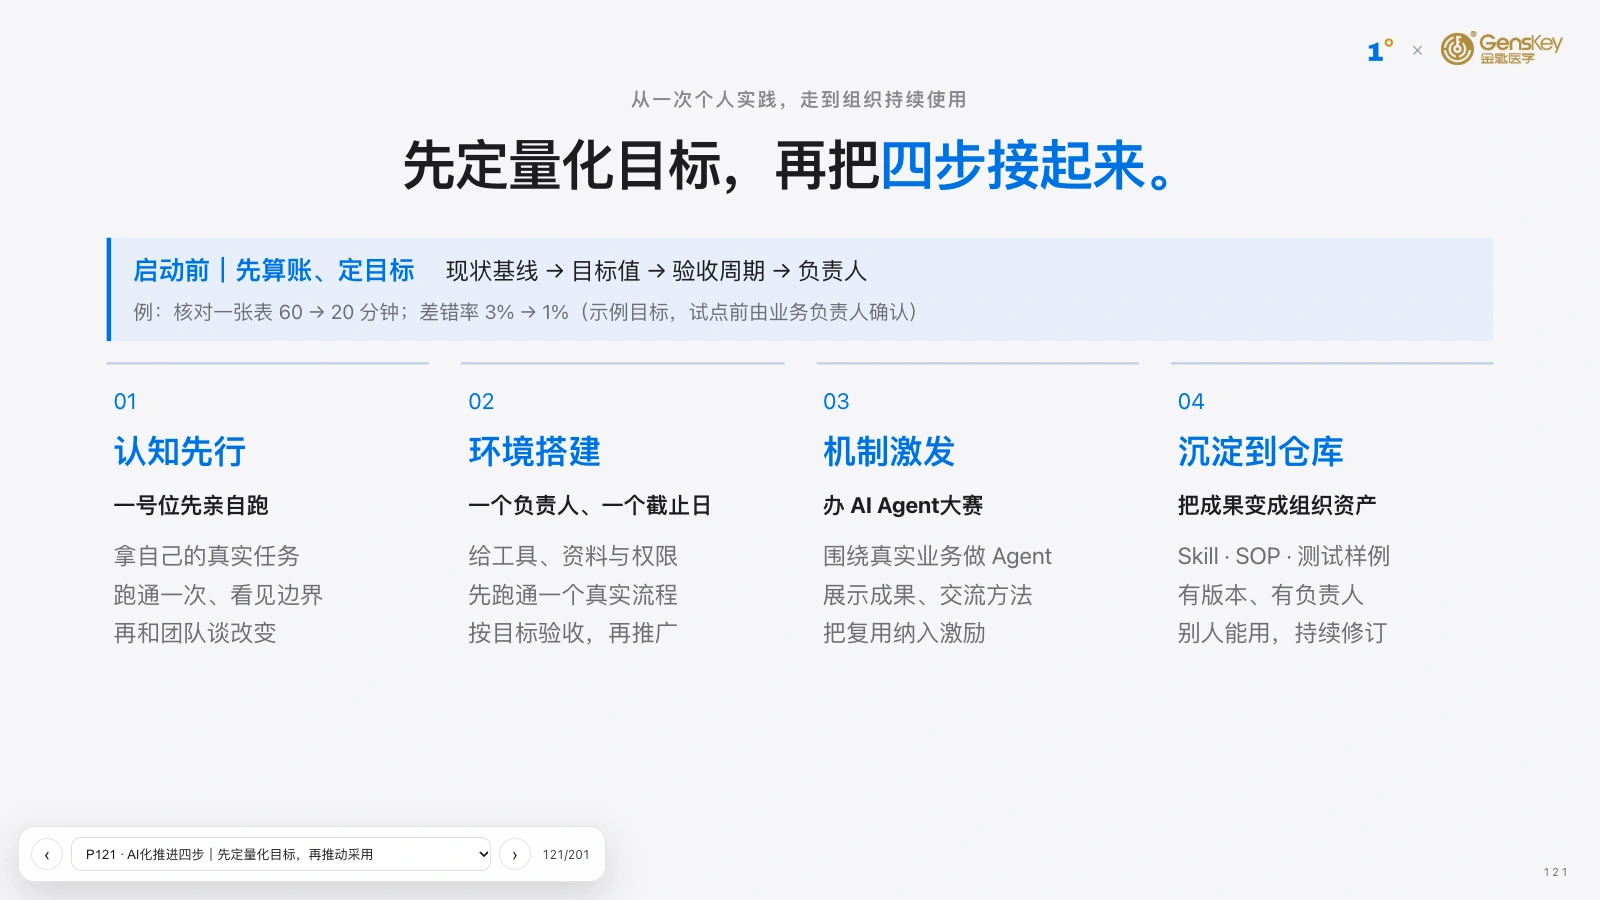 1° × GensKey®
金匙医学
从一次个人实践，走到组织持续使用
先定量化目标，再把四步接起来。
启动前｜先算账、定目标 现状基线 → 目标值 → 验收周期 → 负责人
例：核对一张表 60 → 20 分钟；差错率 3% → 1%（示例目标，试点前由业务负责人确认）
01
认知先行
一号位先亲自跑
拿自己的真实任务
跑通一次、看见边界
再和团队谈改变
02
环境搭建
一个负责人、一个截止日
给工具、资料与权限
先跑通一个真实流程
按目标验收，再推广
03
机制激发
办 AI Agent大赛
围绕真实业务做 Agent
展示成果、交流方法
把复用纳入激励
04
沉淀到仓库
把成果变成组织资产
Skill · SOP · 测试样例
有版本、有负责人
别人能用，持续修订
‹ P121 · AI化推进四步｜先定量化目标，再推动采用 › 121/201
121